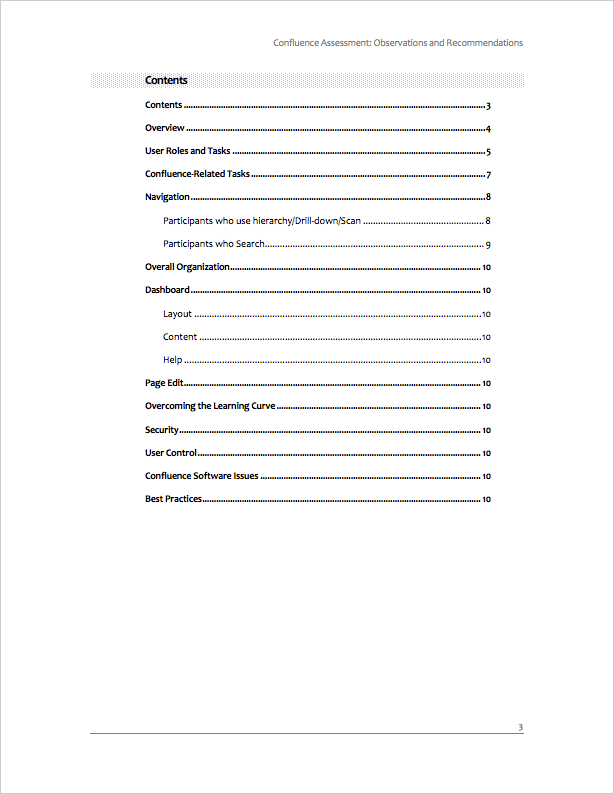 Confluence Assessment: Observations and Recommendations
Contents
Contents ........................................................................................................3
Overview ........................................................................................................4
User Roles and Tasks ........................................................................................5
Confluence-Related Tasks ................................................................................7
Navigation.......................................................................................................8
Participants who use hierarchy/Drill-down/Scan ................................................ 8
Participants who Search...................................................................................... 9
Overall Organization........................................................................................ 10
Dashboard ...................................................................................................... 10
Layout ..............................................................................................................10
Content ............................................................................................................10
Help ..................................................................................................................10
Page Edit......................................................................................................... 10
Overcoming the Learning Curve ...................................................................... 10
Security........................................................................................................... 10
User Control.................................................................................................... 10
Confluence Software Issues ............................................................................ 10
Best Practices.................................................................................................. 10
3